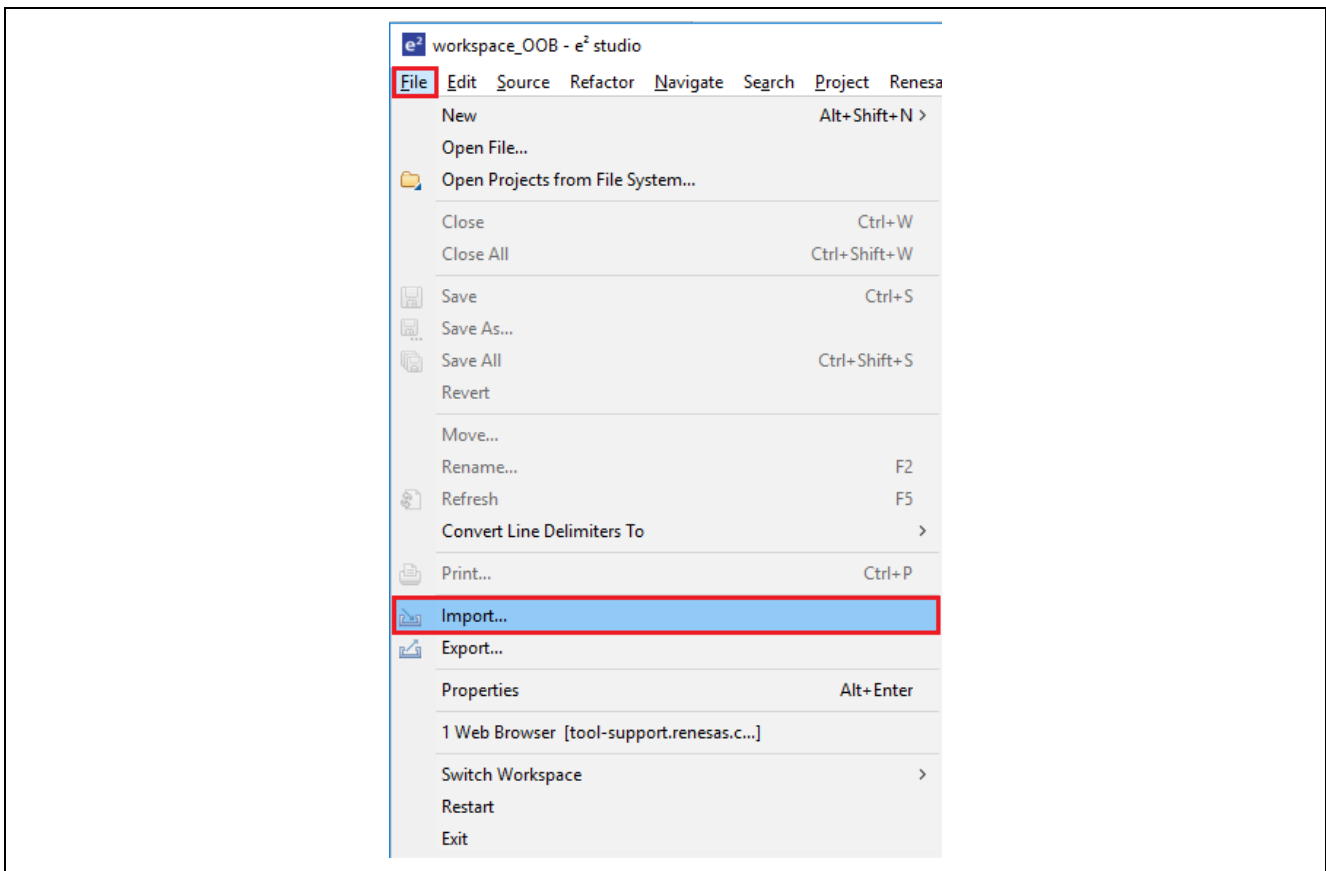 e² workspace_OOB - e² studio
File Edit Source Refactor Navigate Search Project Renesa
New Alt+Shift+N >
Open File...
Open Projects from File System...
Close Ctrl+W
Close All Ctrl+Shift+W
Save Ctrl+S
Save As...
Save All Ctrl+Shift+S
Revert
Move...
Rename... F2
Refresh F5
Convert Line Delimiters To >
Print... Ctrl+P
Import...
Export...
Properties Alt+Enter
1 Web Browser [tool-support.renesas.c...]
Switch Workspace >
Restart
Exit